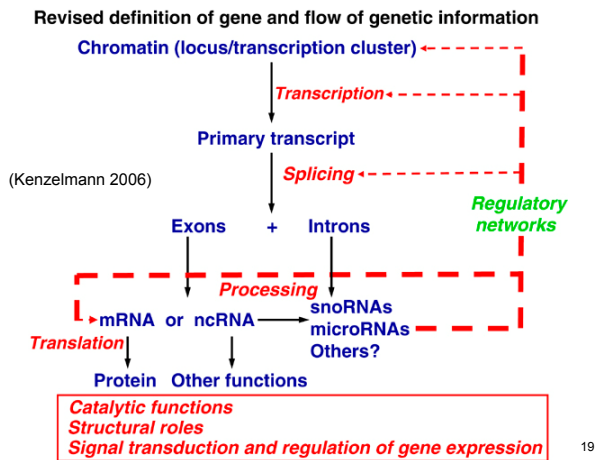 Revised definition of gene and flow of genetic information
Chromatin (locus/transcription cluster)
Transcription
Primary transcript
(Kenzelmann 2006)
Splicing
Regulatory
networks
Exons + Introns
Processing
snoRNAs
mRNA or ncRNA
microRNAs
Others?
Translation
Protein Other functions
Catalytic functions
Structural roles
Signal transduction and regulation of gene expression
19